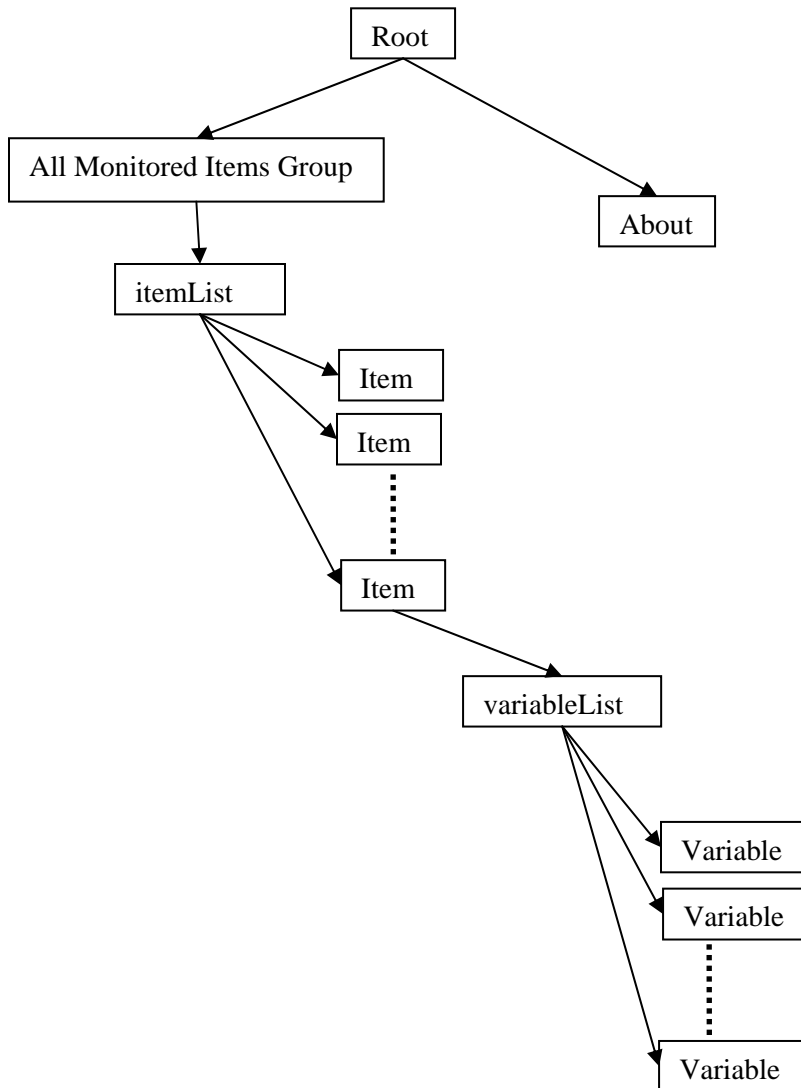 Root
All Monitored Items Group
About
itemList
Item
Item
Item
variableList
Variable
Variable
Variable